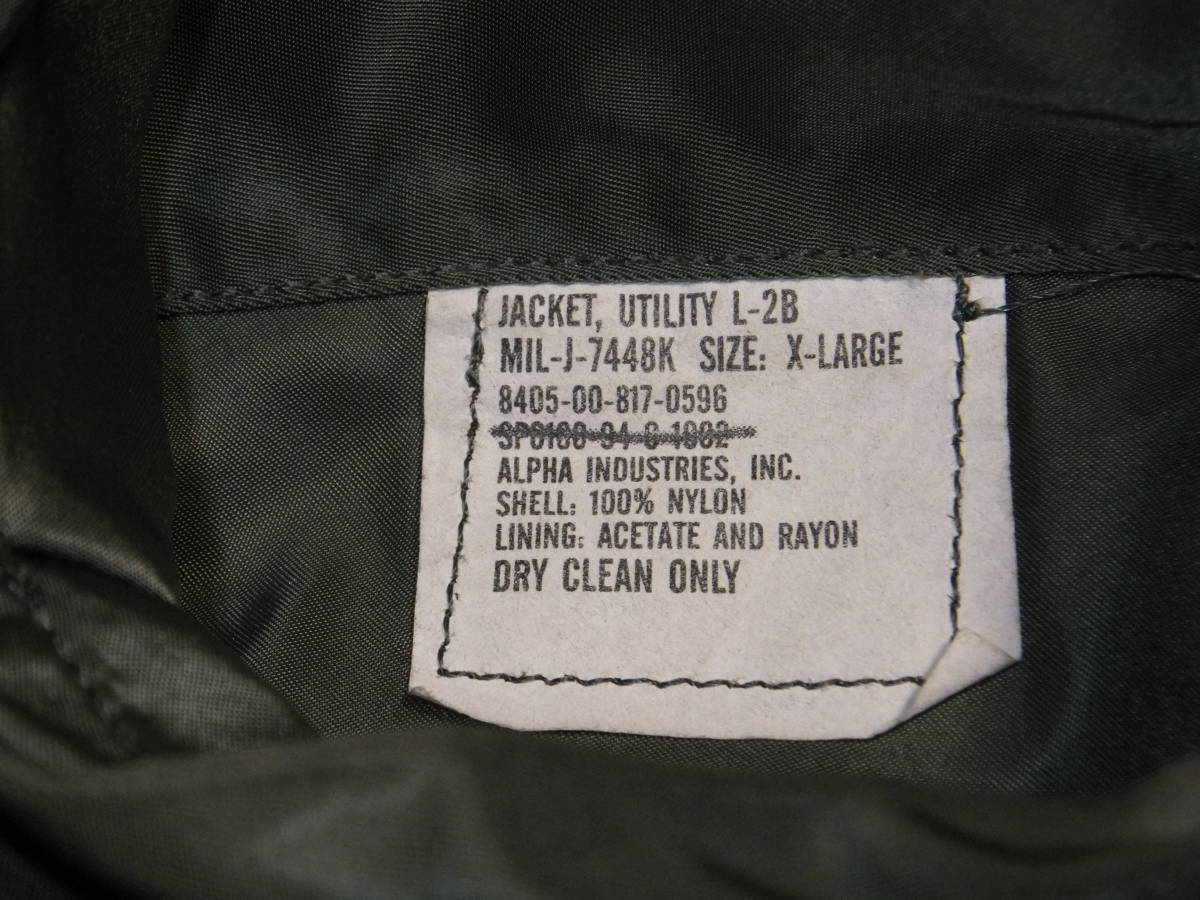 JACKET, UTILITY L-2B
MIL-J-7448K SIZE: X-LARGE
8405-00-817-0596
ALPHA INDUSTRIES, INC.
SHELL: 100% NYLON
LINING: ACETATE AND RAYON
DRY CLEAN ONLY